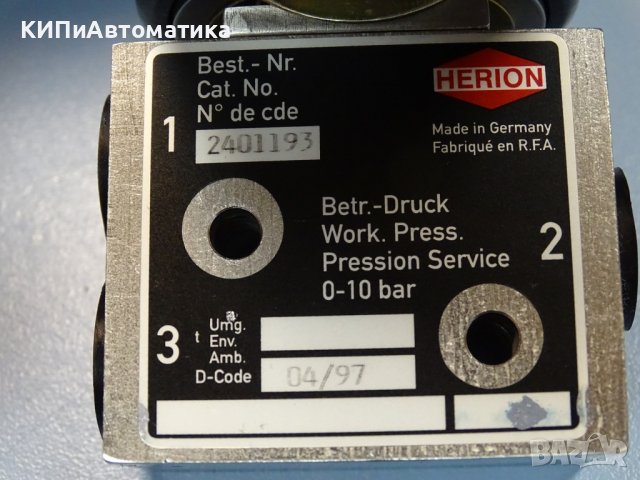 КИПиАвтоматика
Best.- Nr.
Cat. No.
N° de cde
1
2401193
HERION
Made in Germany
Fabriqué en R.F.A.
Betr.-Druck
Work. Press.
Pression Service
0-10 bar
2
3
t
Umg.
Env.
Amb.
D-Code
04/97
BAZAR